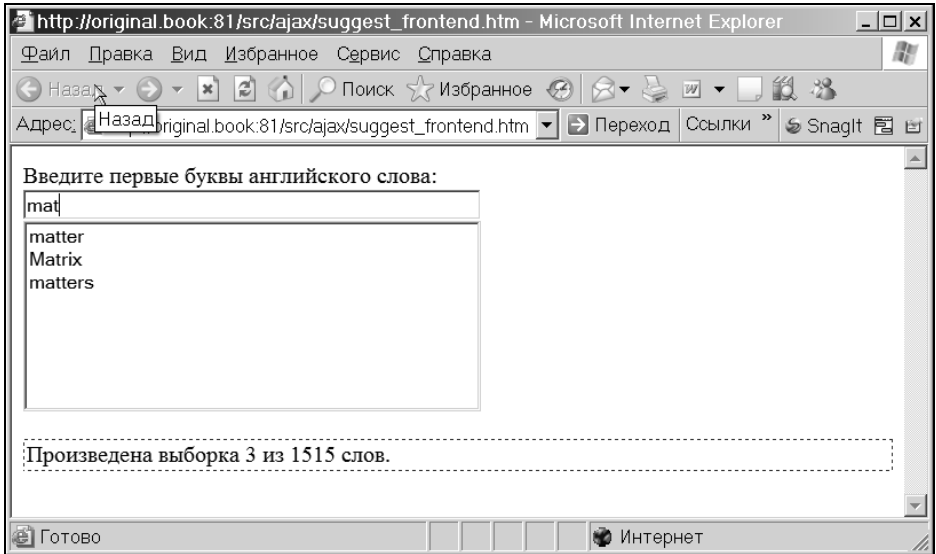 http://original.book:81/src/ajax/suggest_frontend.htm - Microsoft Internet Explorer
Файл Правка Вид Избранное Сервис Справка
Назад Поиск Избранное
Назад
Адрес: original.book:81/src/ajax/suggest_frontend.htm Переход Ссылки » SnagIt
Введите первые буквы английского слова:
mat
matter
Matrix
matters
Произведена выборка 3 из 1515 слов.
Готово Интернет